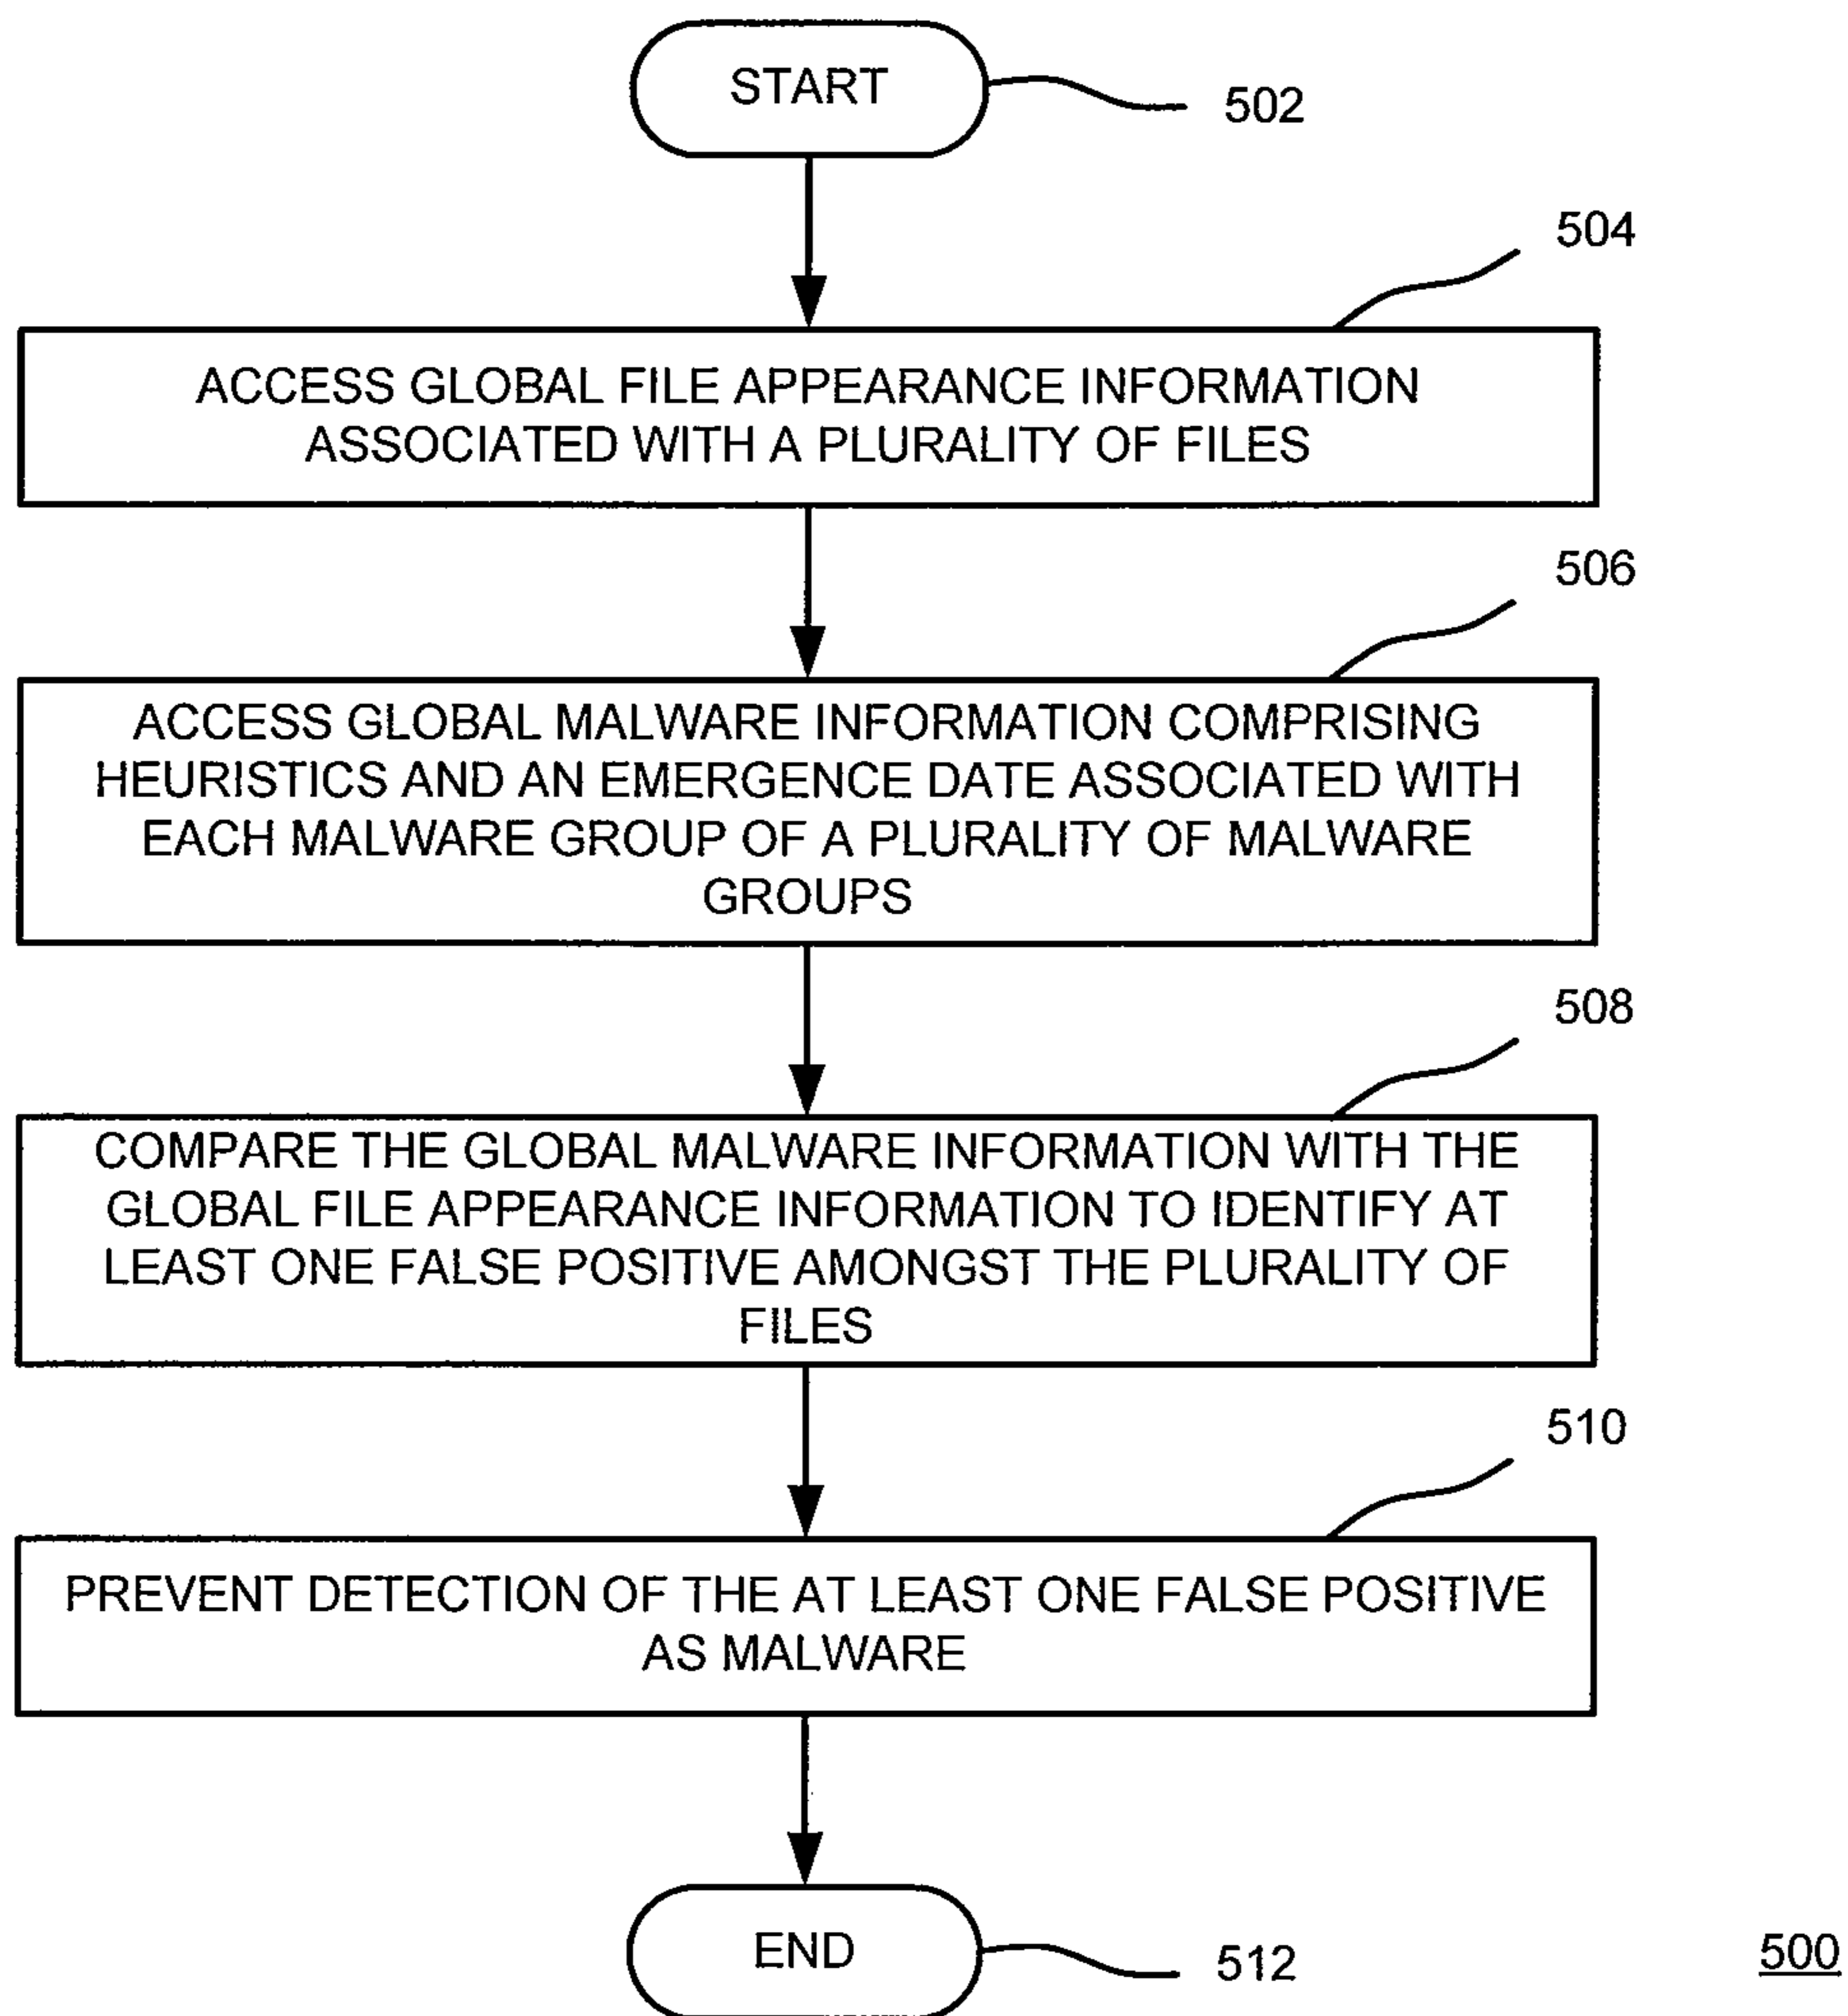 START
502
504
ACCESS GLOBAL FILE APPEARANCE INFORMATION
ASSOCIATED WITH A PLURALITY OF FILES
506
ACCESS GLOBAL MALWARE INFORMATION COMPRISING
HEURISTICS AND AN EMERGENCE DATE ASSOCIATED WITH
EACH MALWARE GROUP OF A PLURALITY OF MALWARE
GROUPS
508
COMPARE THE GLOBAL MALWARE INFORMATION WITH THE
GLOBAL FILE APPEARANCE INFORMATION TO IDENTIFY AT
LEAST ONE FALSE POSITIVE AMONGST THE PLURALITY OF
FILES
510
PREVENT DETECTION OF THE AT LEAST ONE FALSE POSITIVE
AS MALWARE
END
512
500